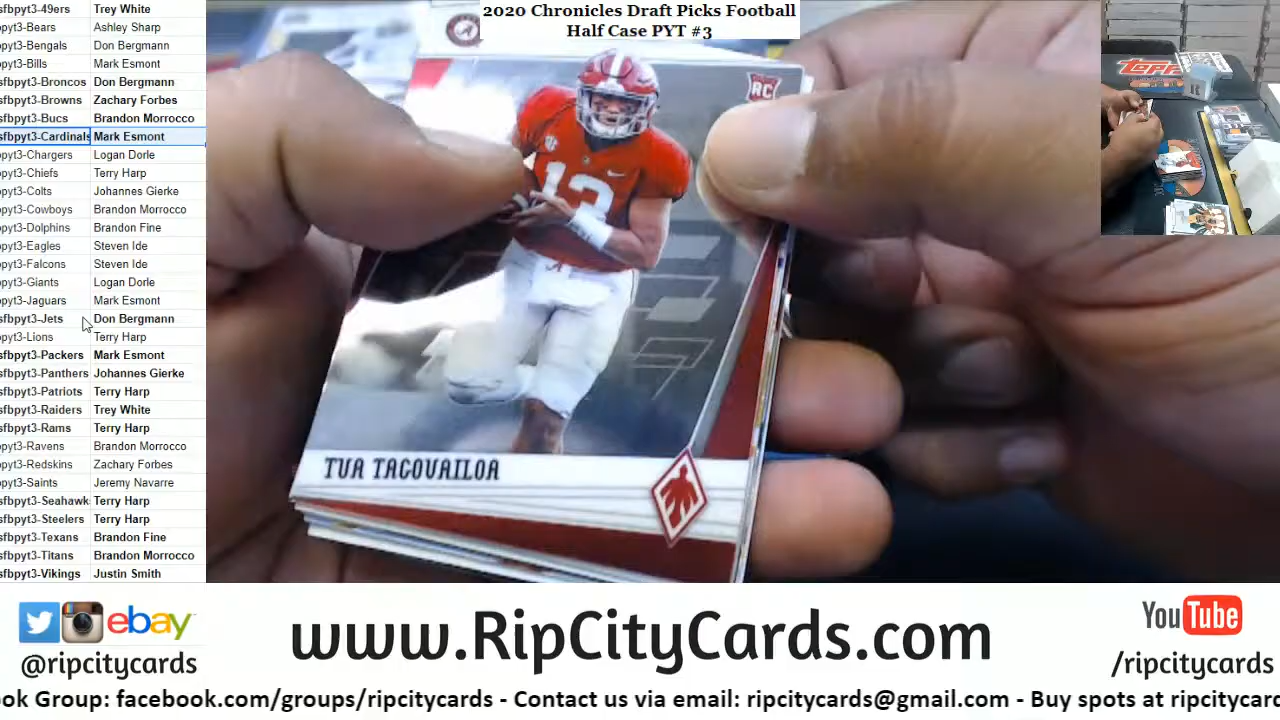 2020 Chronicles Draft Picks Football
Half Case PYT #3
sfbpyt3-49ers Trey White
pyt3-Bears Ashley Sharp
pyt3-Bengals Don Bergmann
pyt3-Bills Mark Esmont
sfbpyt3-Broncos Don Bergmann
sfbpyt3-Browns Zachary Forbes
sfbpyt3-Bucs Brandon Morrocco
sfbpyt3-Cardinals Mark Esmont
pyt3-Chargers Logan Dorle
pyt3-Chiefs Terry Harp
pyt3-Colts Johannes Gierke
pyt3-Cowboys Brandon Morrocco
pyt3-Dolphins Brandon Fine
pyt3-Eagles Steven Ide
pyt3-Falcons Steven Ide
pyt3-Giants Logan Dorle
pyt3-Jaguars Mark Esmont
sfbpyt3-Jets Don Bergmann
pyt3-Lions Terry Harp
sfbpyt3-Packers Mark Esmont
sfbpyt3-Panthers Johannes Gierke
sfbpyt3-Patriots Terry Harp
sfbpyt3-Raiders Trey White
sfbpyt3-Rams Terry Harp
pyt3-Ravens Brandon Morrocco
pyt3-Redskins Zachary Forbes
pyt3-Saints Jeremy Navarre
sfbpyt3-Seahawk Terry Harp
sfbpyt3-Steelers Terry Harp
sfbpyt3-Texans Brandon Fine
sfbpyt3-Titans Brandon Morrocco
sfbpyt3-Vikings Justin Smith
RC
13
TUA TAGOVAILOA
TOPPS
ebay
@ripcitycards
www.RipCityCards.com
YouTube
/ripcitycards
ok Group: facebook.com/groups/ripcitycards - Contact us via email: ripcitycards@gmail.com - Buy spots at ripcitycard